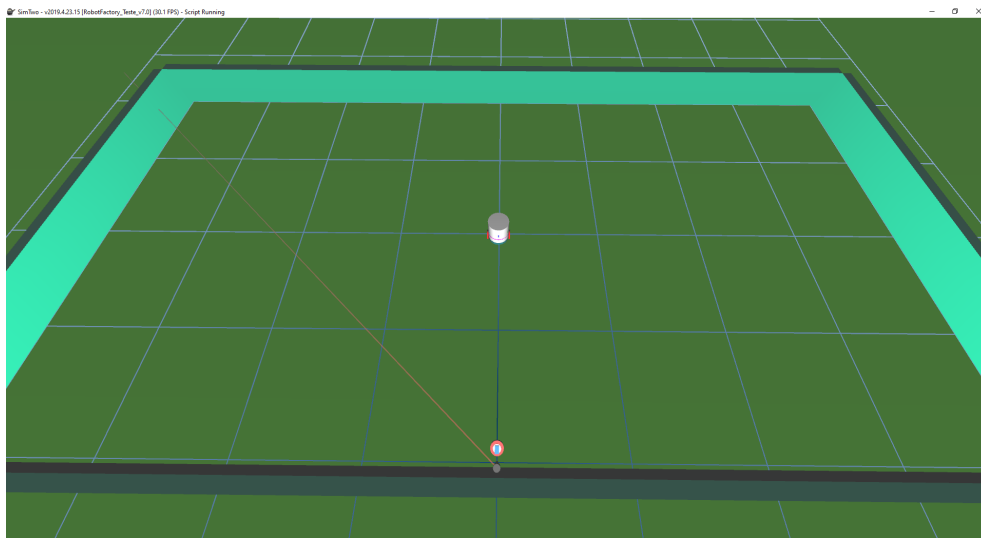 SimTwo - v2019.4.23.15 [RobotFactory_Teste_v7.0] (30.1 FPS) - Script Running